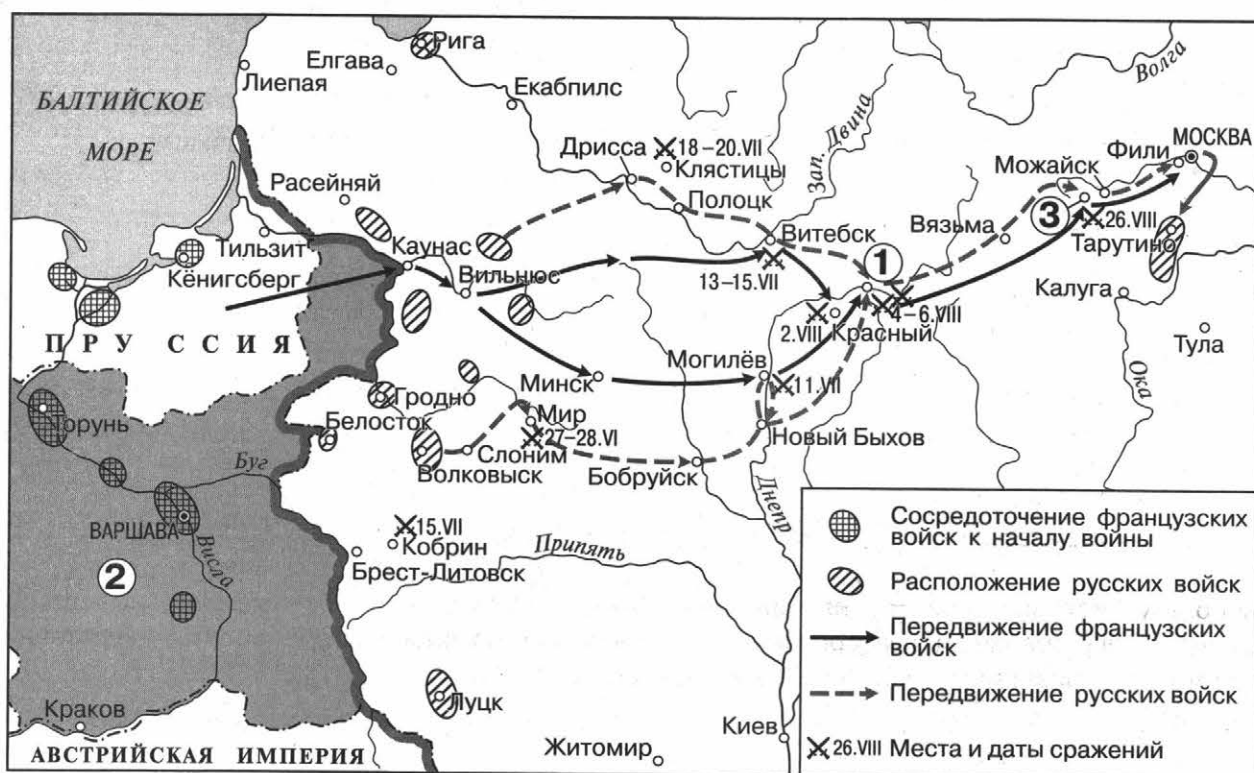 Рига
Елгава
Лиепая
Волга
БАЛТИЙСКОЕ
МОРЕ
Екабпилс
Зап. Двина
МОСКВА
Фили
Дрисса
18–20.VII
Клястицы
Можайск
Расейняй
Полоцк
3
26.VIII
Тильзит
Каунас
Витебск
Вязьма
Тарутино
Кёнигсберг
Вильнюс
1
13–15.VII
Калуга
4–6.VIII
ПРУССИЯ
2.VIII
Красный
Тула
Могилёв
Минск
11.VII
Ока
Гродно
Мир
Белосток
Торунь
27–28.VI
Новый Быхов
Слоним
Буг
Волковыск
Бобруйск
Днепр
ВАРШАВА
15.VII
Кобрин
Припять
Висла
Брест-Литовск
2
Луцк
Краков
Киев
АВСТРИЙСКАЯ ИМПЕРИЯ
Житомир
Сосредоточение французских
войск к началу войны
Расположение русских войск
Передвижение французских
войск
Передвижение русских войск
26.VIII Места и даты сражений